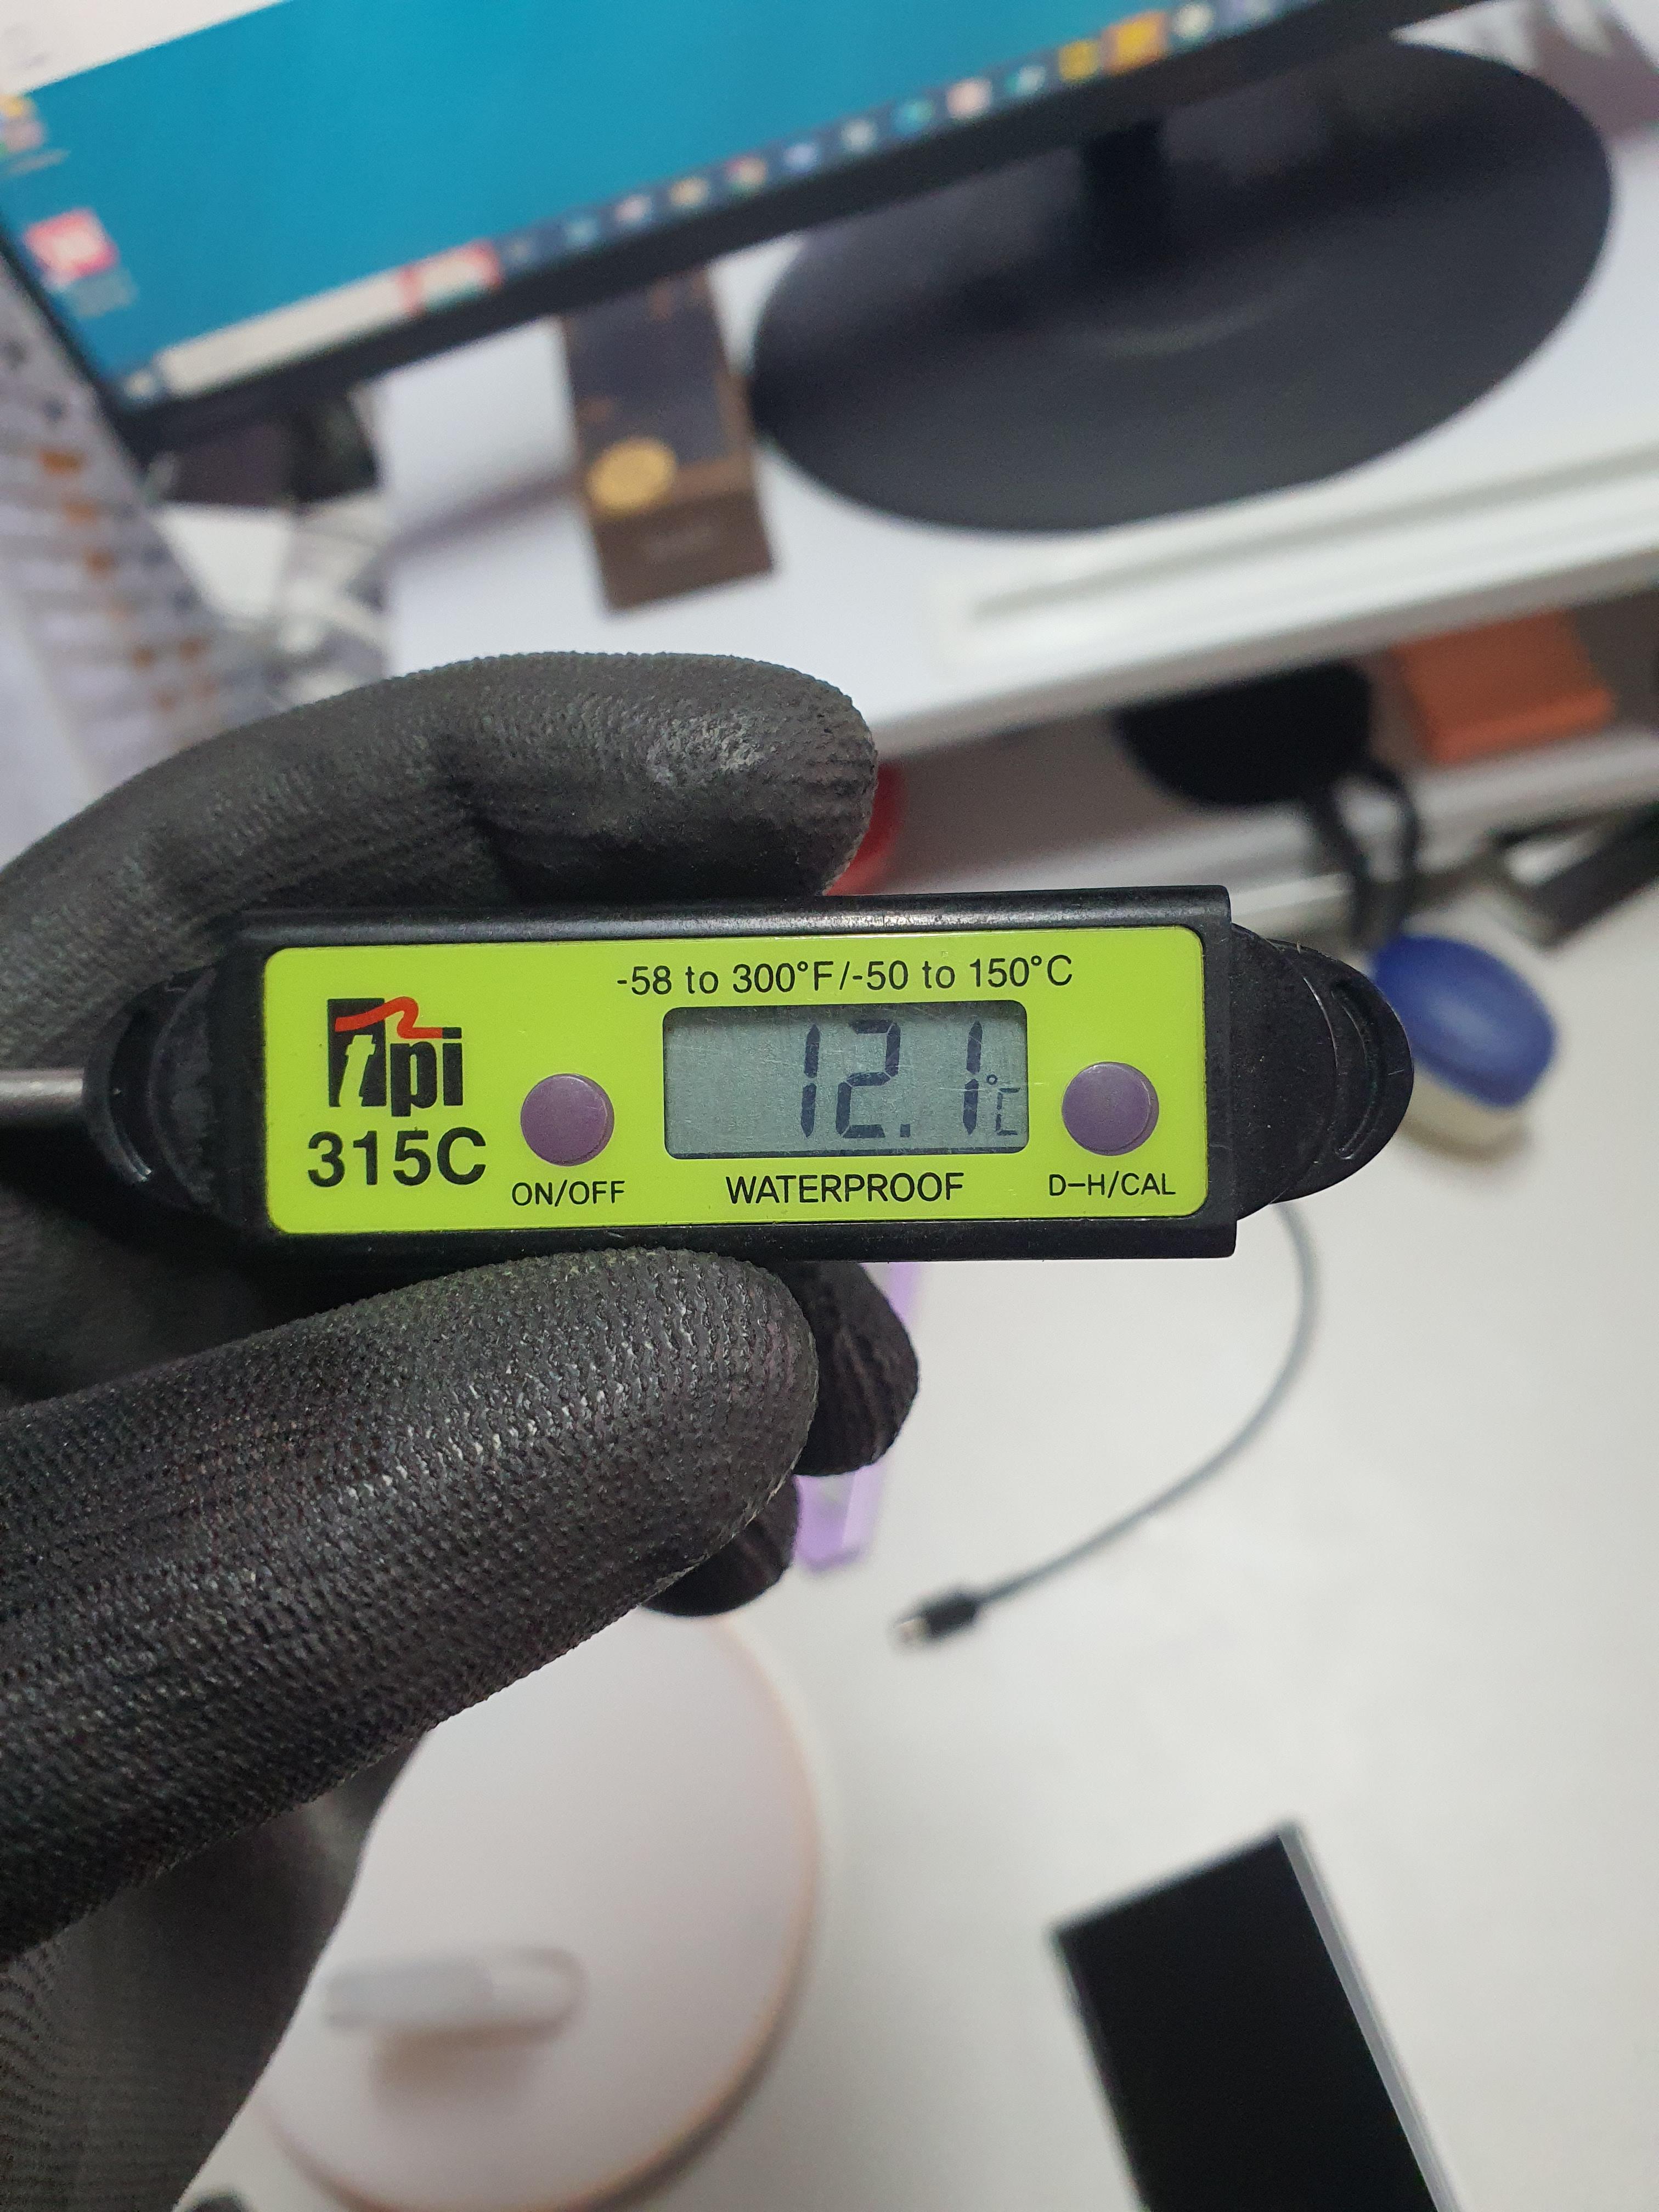 -58 to 300°F/-50 to 150°C
tpi
12.1°C
315C
ON/OFF
WATERPROOF
D-H/CAL